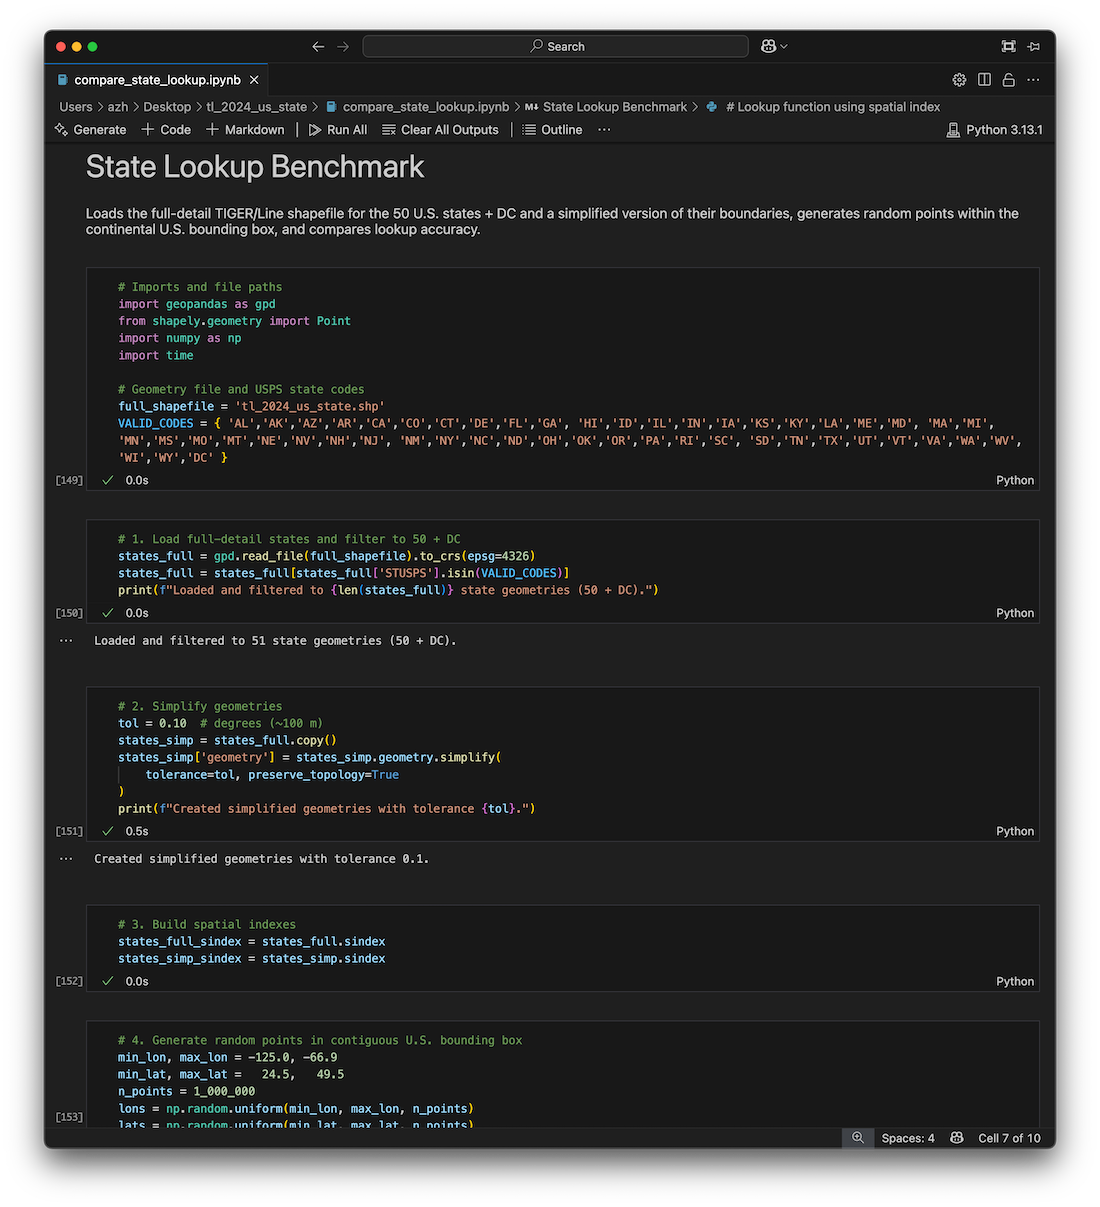 Search
compare_state_lookup.ipynb
Users > azh > Desktop > tl_2024_us_state > compare_state_lookup.ipynb > M↓ State Lookup Benchmark > # Lookup function using spatial index
Generate + Code + Markdown | Run All Clear All Outputs | Outline ··· Python 3.13.1
State Lookup Benchmark
Loads the full-detail TIGER/Line shapefile for the 50 U.S. states + DC and a simplified version of their boundaries, generates random points within the
continental U.S. bounding box, and compares lookup accuracy.
# Imports and file paths
import geopandas as gpd
from shapely.geometry import Point
import numpy as np
import time
# Geometry file and USPS state codes
full_shapefile = 'tl_2024_us_state.shp'
VALID_CODES = { 'AL','AK','AZ','AR','CA','CO','CT','DE','FL','GA', 'HI','ID','IL','IN','IA','KS','KY','LA','ME','MD', 'MA','MI',
'MN','MS','MO','MT','NE','NV','NH','NJ', 'NM','NY','NC','ND','OH','OK','OR','PA','RI','SC', 'SD','TN','TX','UT','VT','VA','WA','WV',
'WI','WY','DC' }
[149] ✓ 0.0s Python
# 1. Load full-detail states and filter to 50 + DC
states_full = gpd.read_file(full_shapefile).to_crs(epsg=4326)
states_full = states_full[states_full['STUSPS'].isin(VALID_CODES)]
print(f"Loaded and filtered to {len(states_full)} state geometries (50 + DC).")
[150] ✓ 0.0s Python
··· Loaded and filtered to 51 state geometries (50 + DC).
# 2. Simplify geometries
tol = 0.10  # degrees (~100 m)
states_simp = states_full.copy()
states_simp['geometry'] = states_simp.geometry.simplify(
tolerance=tol, preserve_topology=True
)
print(f"Created simplified geometries with tolerance {tol}.")
[151] ✓ 0.5s Python
··· Created simplified geometries with tolerance 0.1.
# 3. Build spatial indexes
states_full_sindex = states_full.sindex
states_simp_sindex = states_simp.sindex
[152] ✓ 0.0s Python
# 4. Generate random points in contiguous U.S. bounding box
min_lon, max_lon = -125.0, -66.9
min_lat, max_lat =   24.5,   49.5
n_points = 1_000_000
lons = np.random.uniform(min_lon, max_lon, n_points)
[153]
lats = np.random.uniform(min_lat, max_lat, n_points)
Spaces: 4 Cell 7 of 10